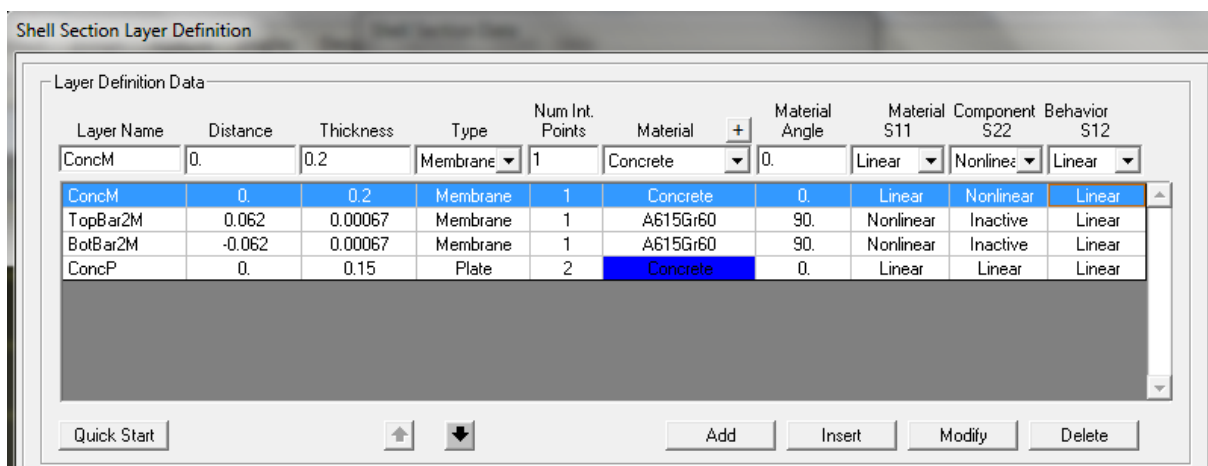 Shell Section Layer Definition
Layer Definition Data
Num Int. Material Material Component Behavior
Layer Name Distance Thickness Type Points Material + Angle S11 S22 S12
ConcM 0. 0.2 Membrane 1 Concrete 0. Linear Nonlinea Linear
ConcM 0. 0.2 Membrane 1 Concrete 0. Linear Nonlinear Linear
TopBar2M 0.062 0.00067 Membrane 1 A615Gr60 90. Nonlinear Inactive Linear
BotBar2M -0.062 0.00067 Membrane 1 A615Gr60 90. Nonlinear Inactive Linear
ConcP 0. 0.15 Plate 2 Concrete 0. Linear Linear Linear
Quick Start Add Insert Modify Delete